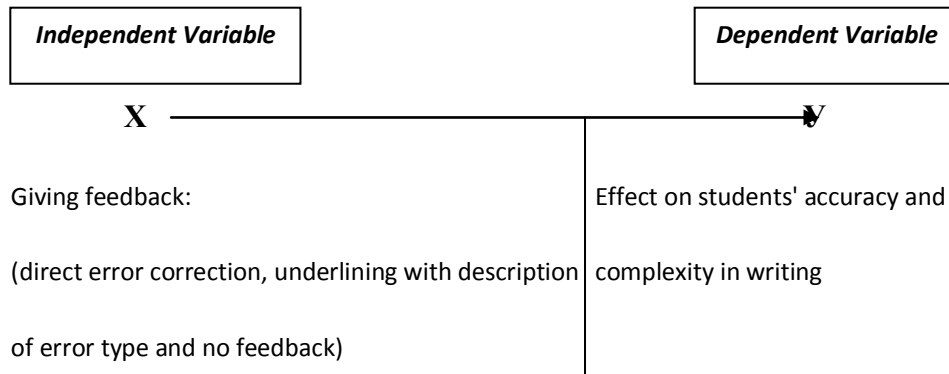 Independent Variable
Dependent Variable
X
y
Giving feedback:
(direct error correction, underlining with description
of error type and no feedback)
Effect on students' accuracy and
complexity in writing